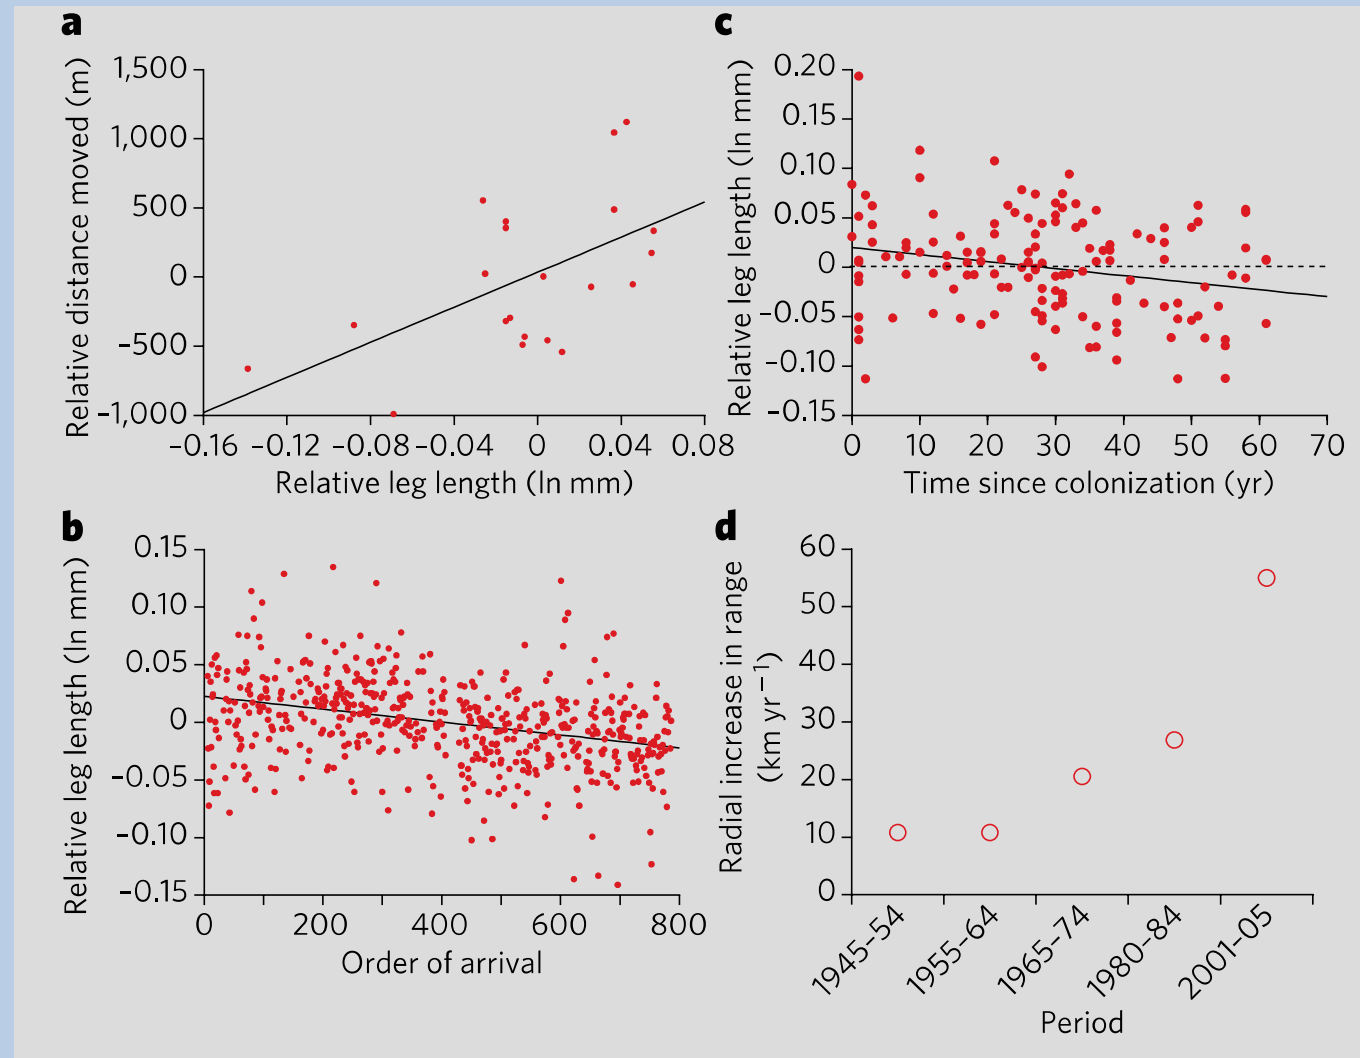 a
Relative distance moved (m)
1,500
1,000
500
0
−500
−1,000
−0.16 −0.12 −0.08 −0.04 0 0.04 0.08
Relative leg length (ln mm)
b
Relative leg length (ln mm)
0.15
0.10
0.05
0
−0.05
−0.10
−0.15
0 200 400 600 800
Order of arrival
c
Relative leg length (ln mm)
0.20
0.15
0.10
0.05
0
−0.05
−0.10
−0.15
0 10 20 30 40 50 60 70
Time since colonization (yr)
d
Radial increase in range
(km yr−1)
60
50
40
30
20
10
0
1945–54 1955–64 1965–74 1980–84 2001–05
Period